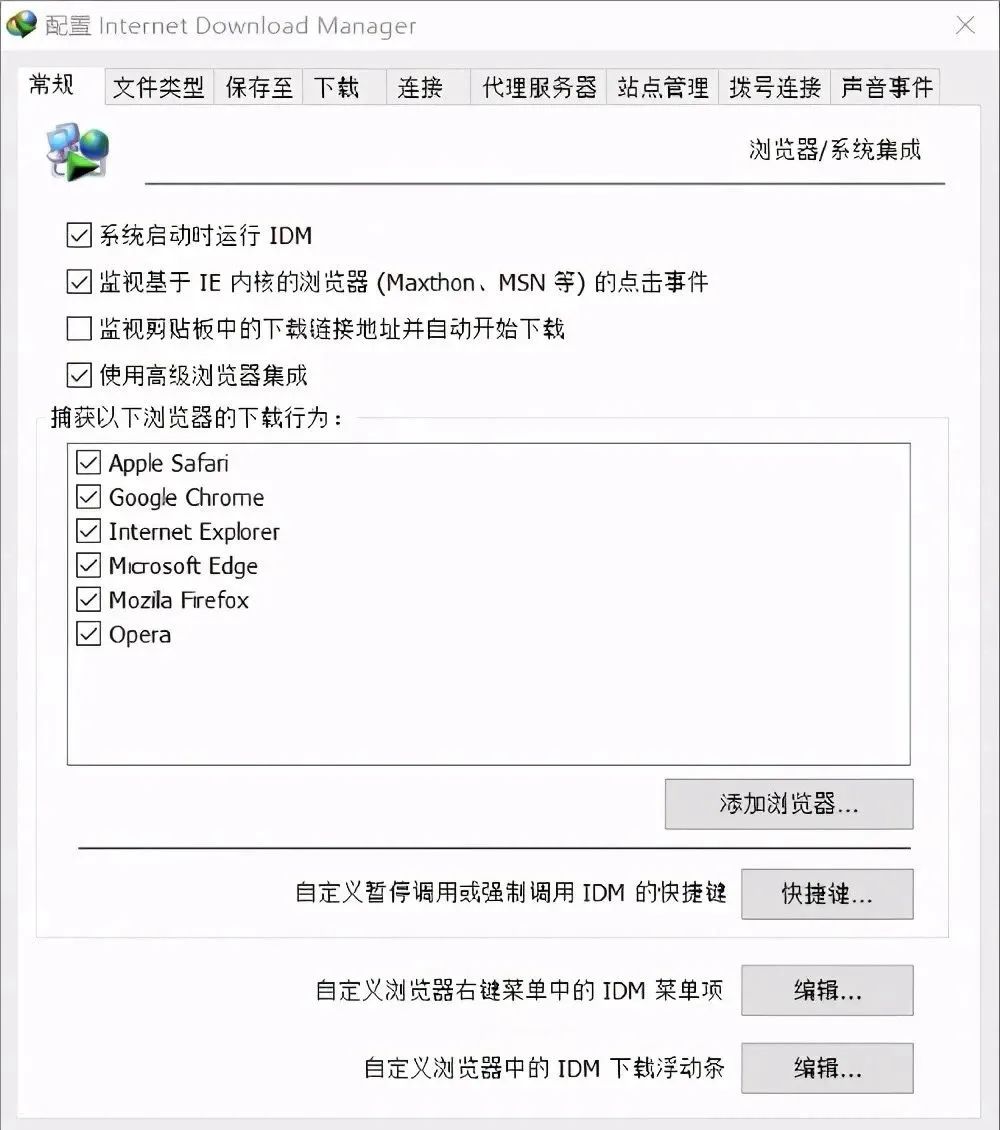 配置 Internet Download Manager
常规 文件类型 保存至 下载 连接 代理服务器 站点管理 拨号连接 声音事件
浏览器/系统集成
系统启动时运行 IDM
监视基于 IE 内核的浏览器 (Maxthon、MSN 等) 的点击事件
监视剪贴板中的下载链接地址并自动开始下载
使用高级浏览器集成
捕获以下浏览器的下载行为：
Apple Safari
Google Chrome
Internet Explorer
Microsoft Edge
Mozilla Firefox
Opera
添加浏览器...
自定义暂停调用或强制调用 IDM 的快捷键 快捷键...
自定义浏览器右键菜单中的 IDM 菜单项 编辑...
自定义浏览器中的 IDM 下载浮动条 编辑...